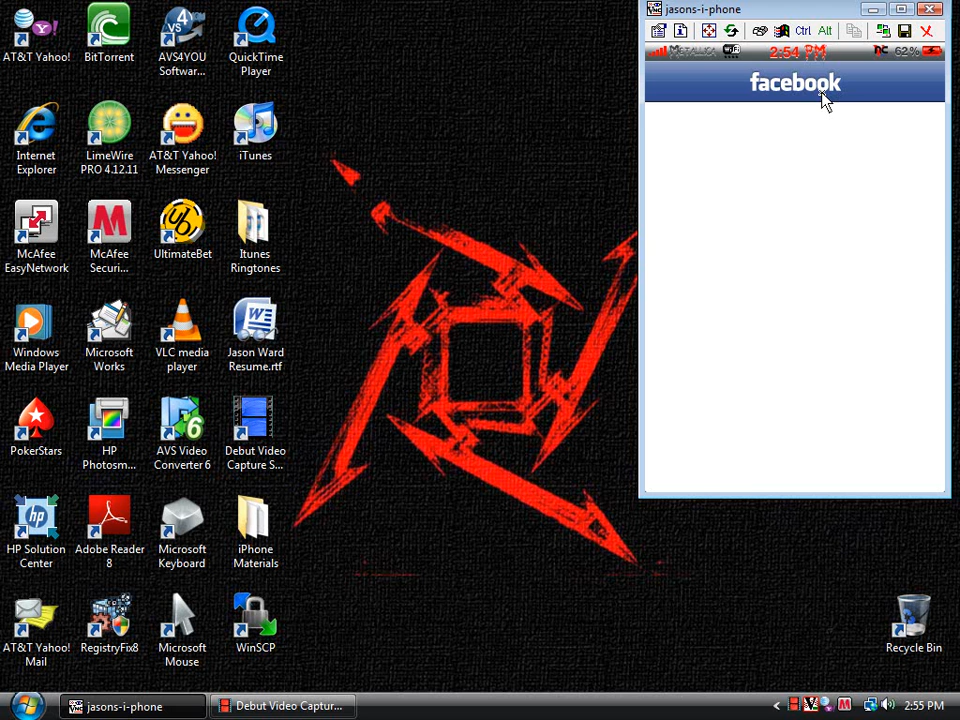 AT&T Yahoo!
BitTorrent
AVS4YOU
Softwar...
QuickTime
Player
Internet
Explorer
LimeWire
PRO 4.12.11
AT&T Yahoo!
Messenger
iTunes
McAfee
EasyNetwork
McAfee
Securi...
UltimateBet
Itunes
Ringtones
Windows
Media Player
Microsoft
Works
VLC media
player
Jason Ward
Resume.rtf
PokerStars
HP
Photosm...
AVS Video
Converter 6
Debut Video
Capture S...
HP Solution
Center
Adobe Reader
8
Microsoft
Keyboard
iPhone
Materials
AT&T Yahoo!
Mail
RegistryFix8
Microsoft
Mouse
WinSCP
jasons-i-phone
Ctrl Alt
METALLICA 2:54 PM 62%
facebook
Recycle Bin
jasons-i-phone
Debut Video Captur...
2:55 PM